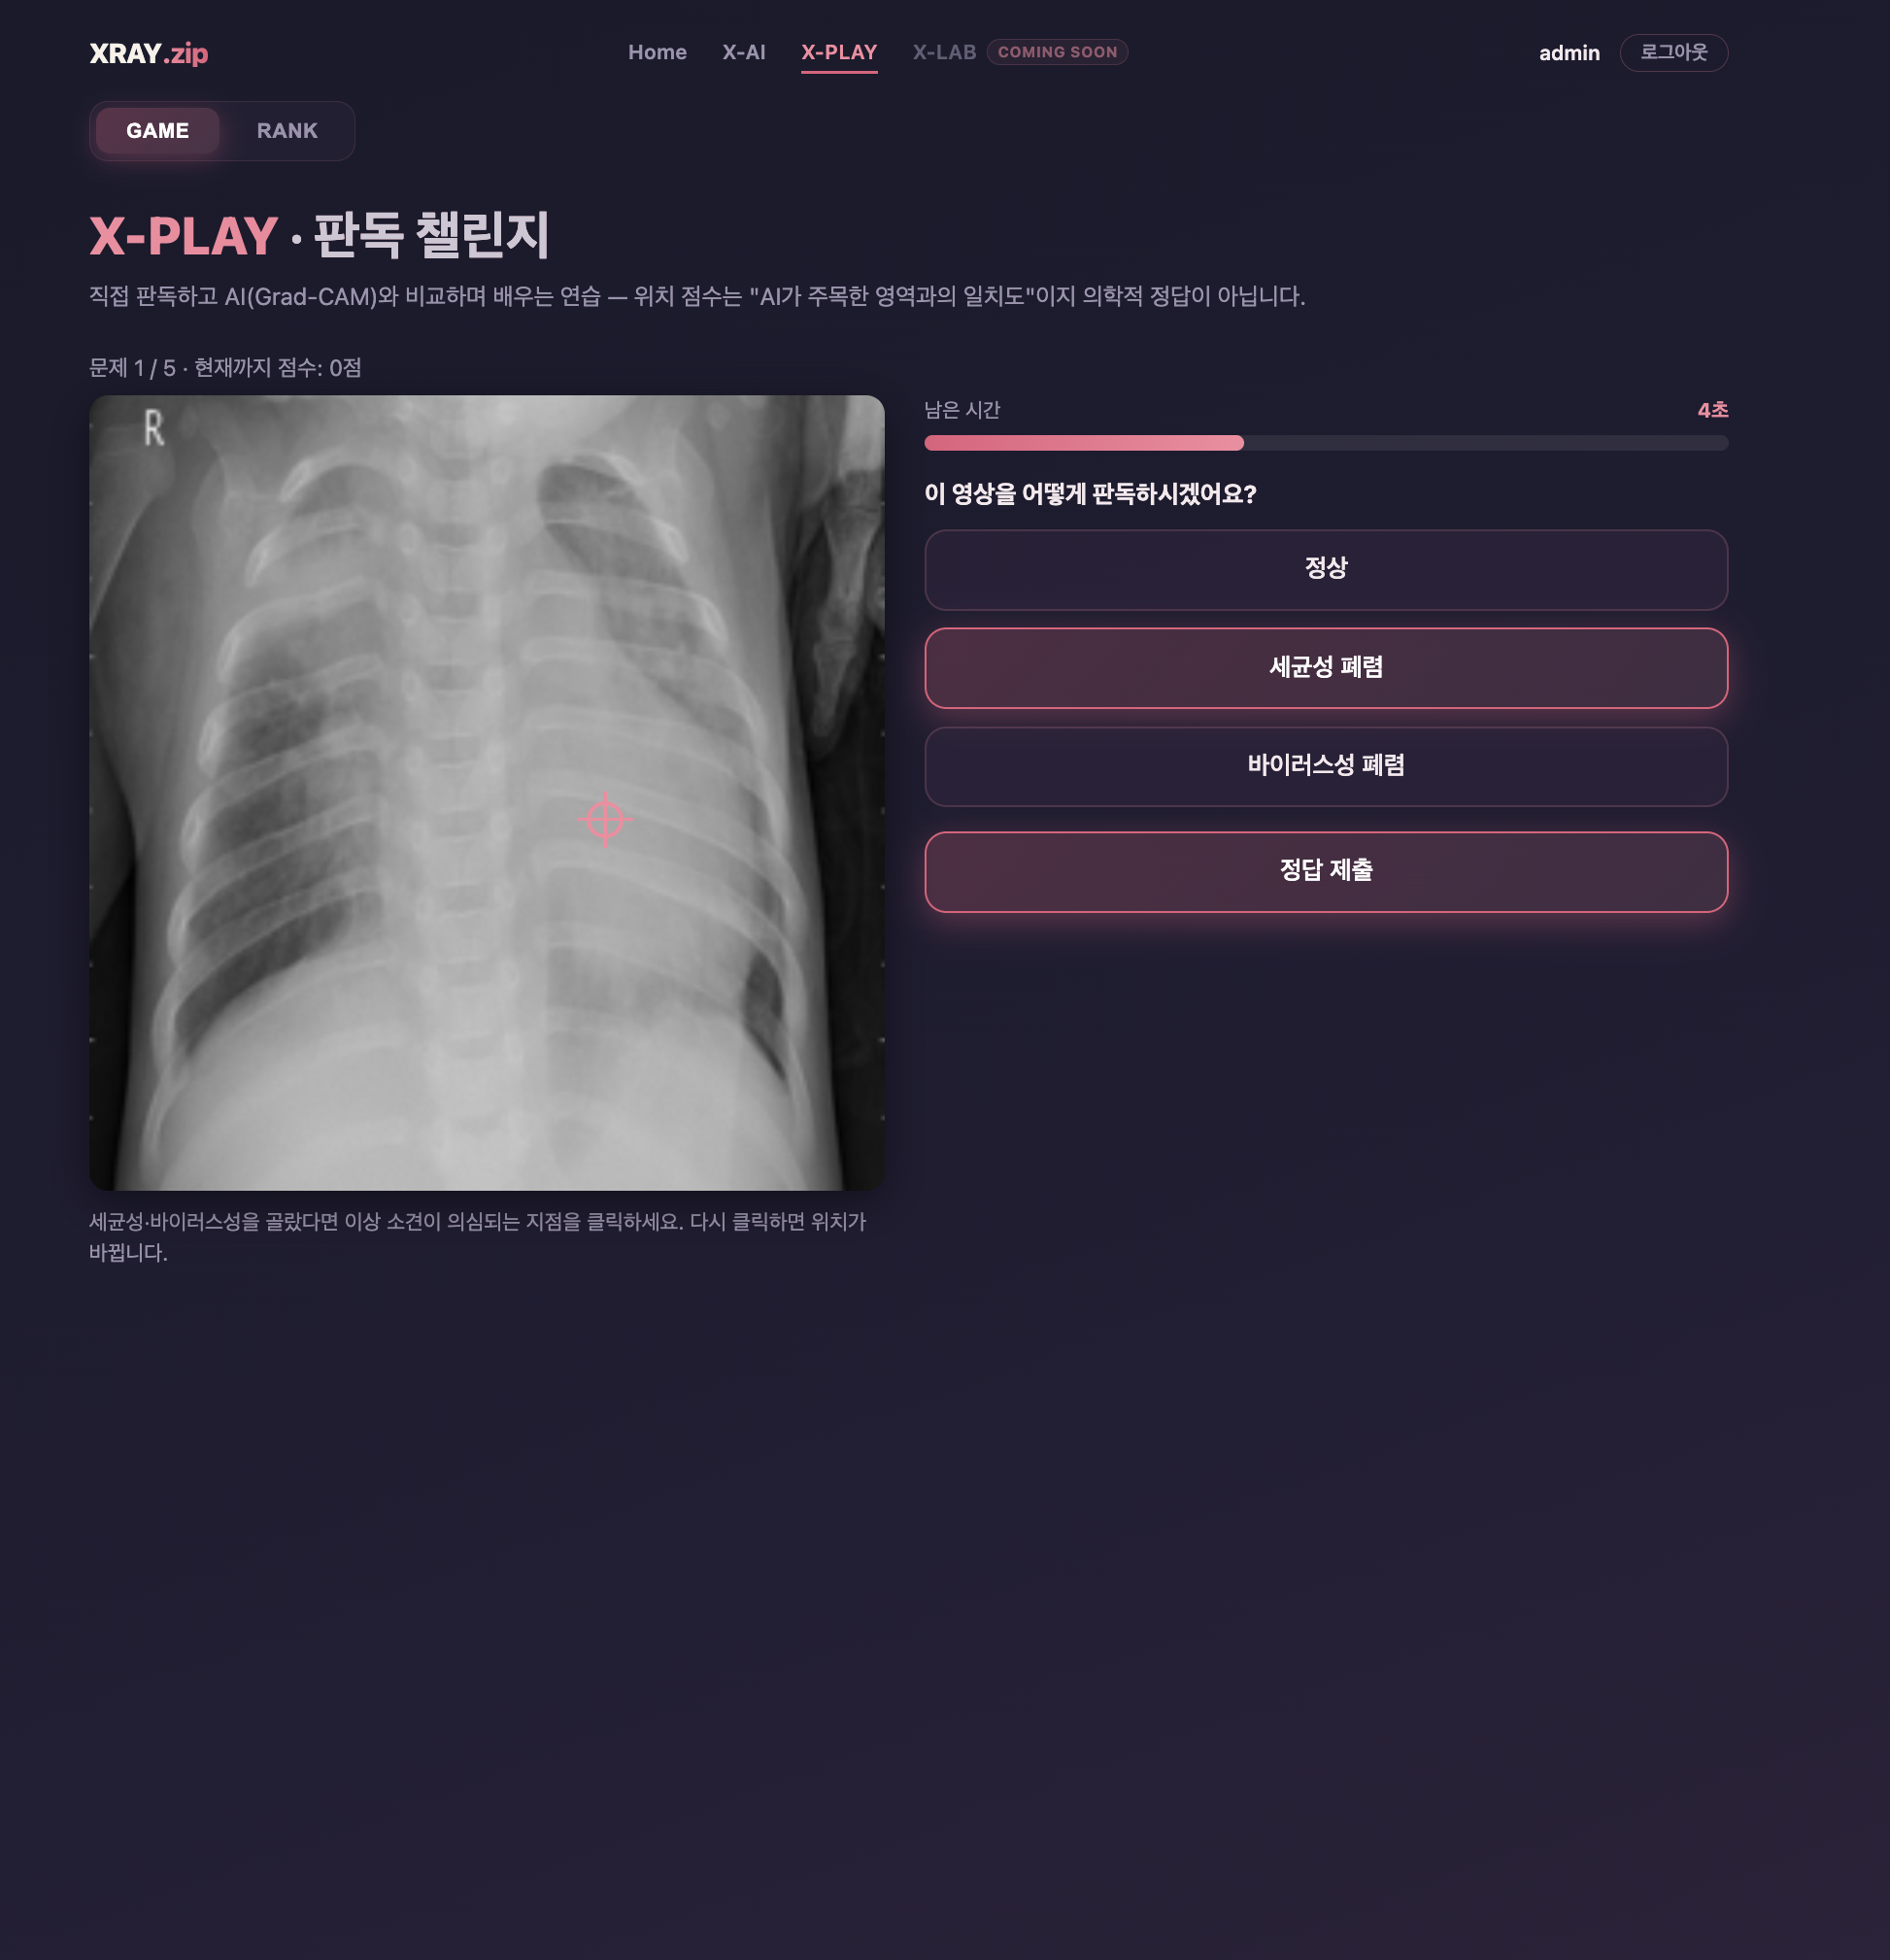 XRAY.zip
Home X-AI X-PLAY X-LAB COMING SOON
admin 로그아웃
GAME RANK
X-PLAY · 판독 챌린지
직접 판독하고 AI(Grad-CAM)와 비교하며 배우는 연습 — 위치 점수는 "AI가 주목한 영역과의 일치도"이지 의학적 정답이 아닙니다.
문제 1 / 5 · 현재까지 점수: 0점
R
남은 시간 4초
이 영상을 어떻게 판독하시겠어요?
정상
세균성 폐렴
바이러스성 폐렴
정답 제출
세균성·바이러스성을 골랐다면 이상 소견이 의심되는 지점을 클릭하세요. 다시 클릭하면 위치가
바뀝니다.